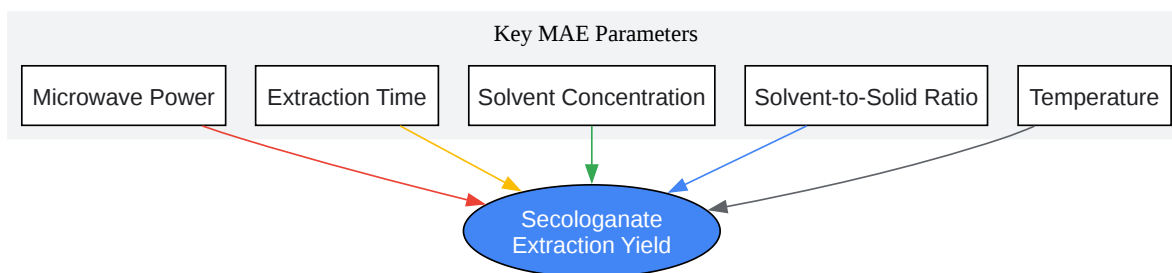 Key MAE Parameters
Microwave Power
Extraction Time
Solvent Concentration
Solvent-to-Solid Ratio
Temperature
Secologanate
Extraction Yield